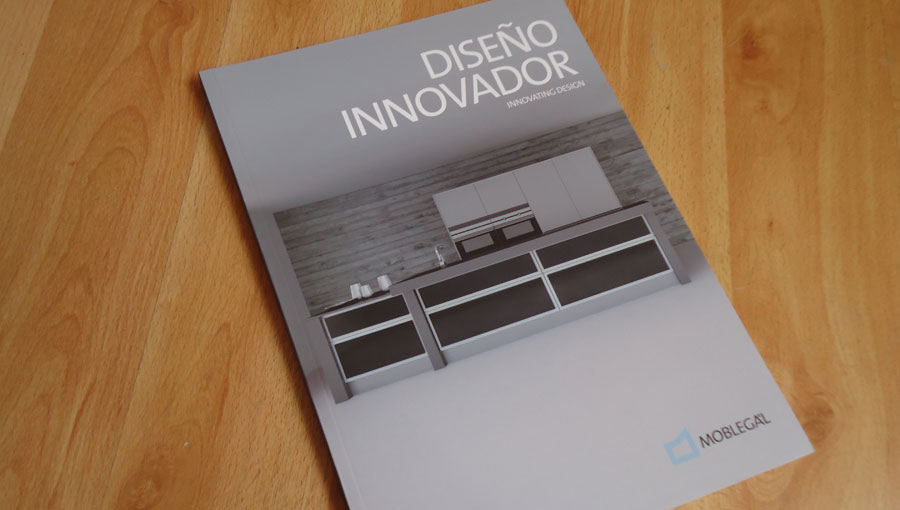 DISEÑO
INNOVADOR
INNOVATING DESIGN
MOBLEGAL